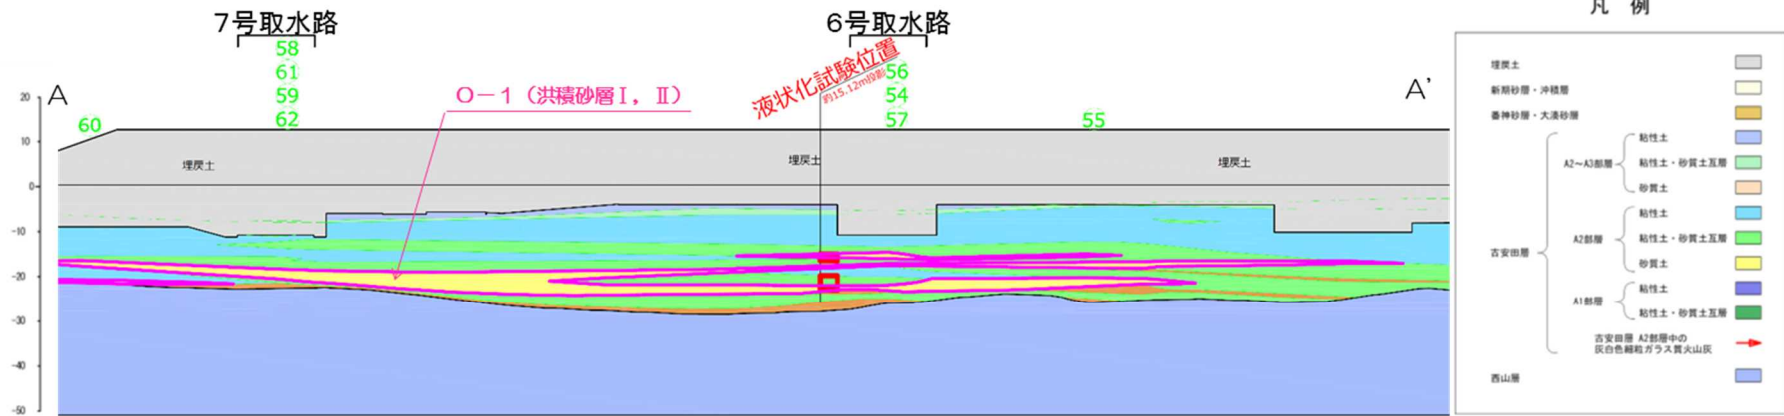 7号取水路
58
61
59
62
60
O-1(洪積砂層Ⅰ,Ⅱ)
液状化試験位置
約15.12m投影
6号取水路
56
54
57
55
A
A'
20
10
0
-10
-20
-30
-40
-50
埋戻土
埋戻土
埋戻土
凡 例
埋戻土
新期砂層・沖積層
番神砂層・大湊砂層
古安田層
A2~A3部層
粘性土
粘性土・砂質土互層
砂質土
A2部層
粘性土
粘性土・砂質土互層
砂質土
A1部層
粘性土
粘性土・砂質土互層
古安田層 A2部層中の
灰白色細粒ガラス質火山灰
西山層